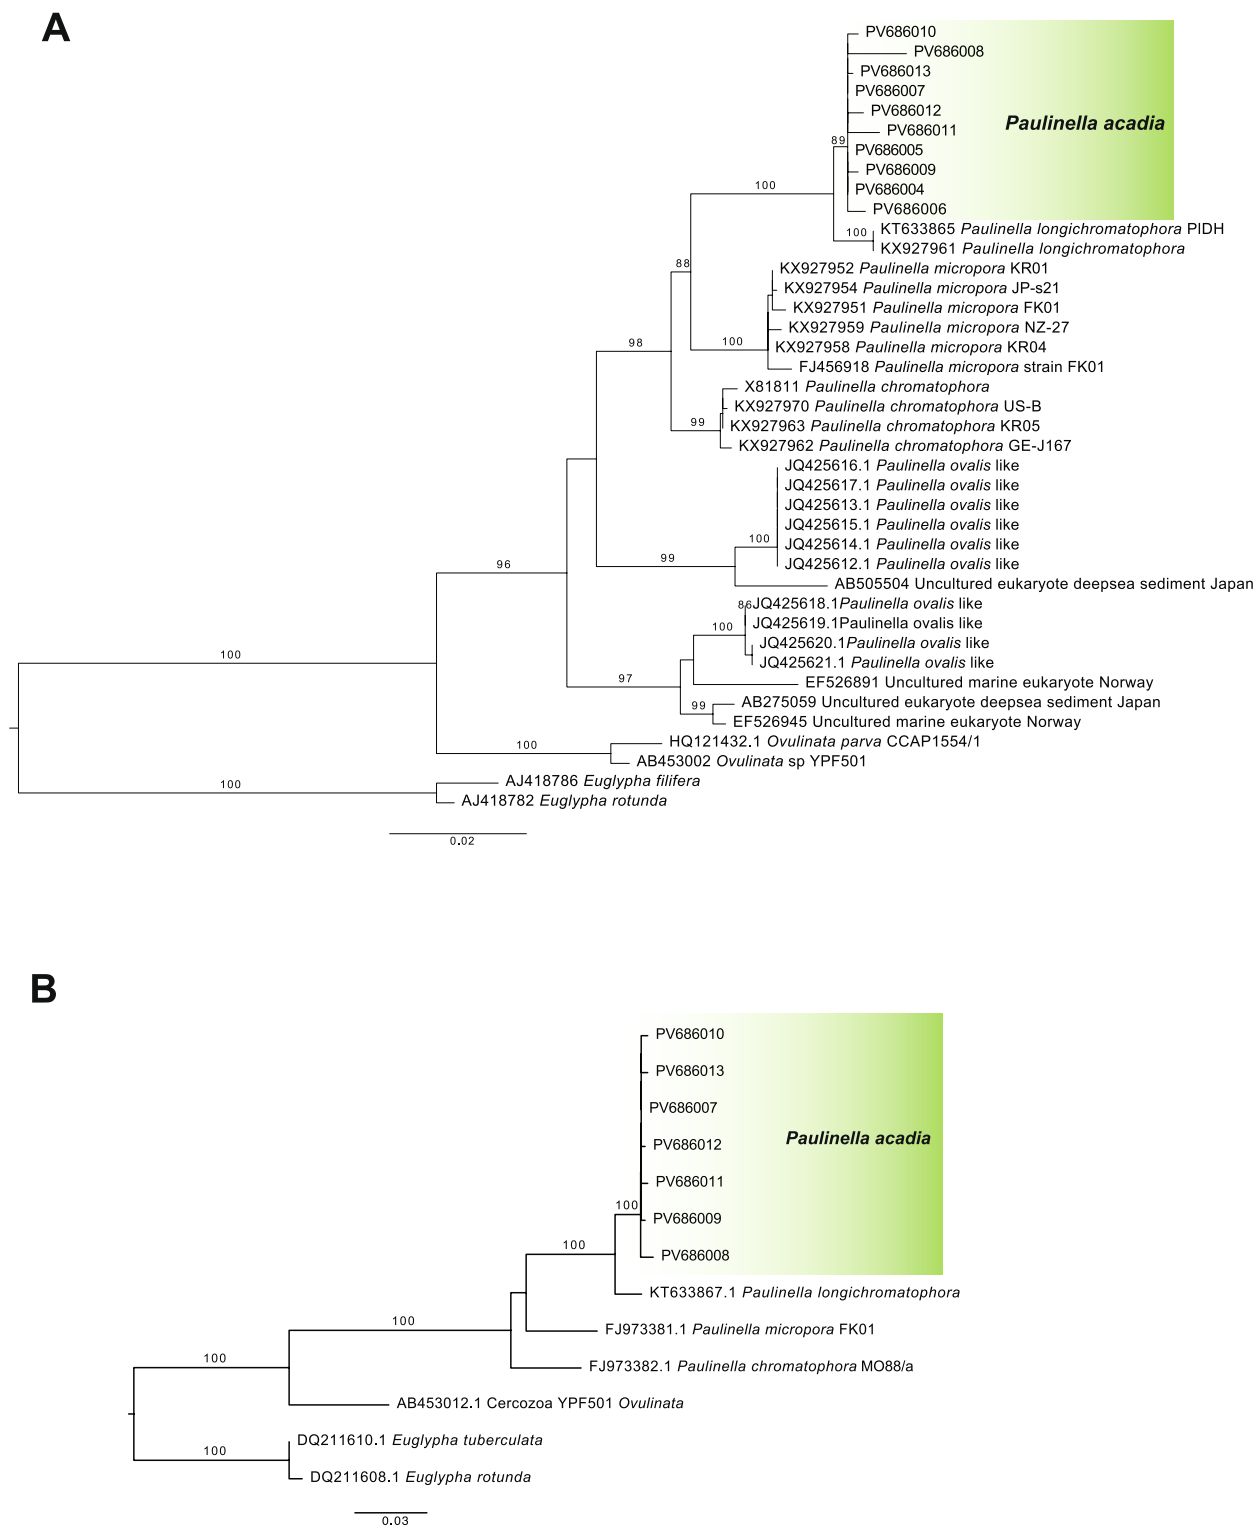 A
PV686010
PV686008
PV686013
PV686007
PV686012
PV686011
Paulinella acadia
89
PV686005
PV686009
100
PV686004
PV686006
KT633865 Paulinella longichromatophora PlDH
100
KX927961 Paulinella longichromatophora
88
KX927952 Paulinella micropora KR01
KX927954 Paulinella micropora JP-s21
KX927951 Paulinella micropora FK01
KX927959 Paulinella micropora NZ-27
98
100
KX927958 Paulinella micropora KR04
FJ456918 Paulinella micropora strain FK01
X81811 Paulinella chromatophora
KX927970 Paulinella chromatophora US-B
99
KX927963 Paulinella chromatophora KR05
KX927962 Paulinella chromatophora GE-J167
JQ425616.1 Paulinella ovalis like
JQ425617.1 Paulinella ovalis like
JQ425613.1 Paulinella ovalis like
JQ425615.1 Paulinella ovalis like
100
JQ425614.1 Paulinella ovalis like
96
99
JQ425612.1 Paulinella ovalis like
AB505504 Uncultured eukaryote deepsea sediment Japan
86
JQ425618.1Paulinella ovalis like
100
JQ425619.1Paulinella ovalis like
JQ425620.1Paulinella ovalis like
100
JQ425621.1 Paulinella ovalis like
97
EF526891 Uncultured marine eukaryote Norway
99
AB275059 Uncultured eukaryote deepsea sediment Japan
EF526945 Uncultured marine eukaryote Norway
100
HQ121432.1 Ovulinata parva CCAP1554/1
AB453002 Ovulinata sp YPF501
100
AJ418786 Euglypha filifera
AJ418782 Euglypha rotunda
0.02
B
PV686010
PV686013
PV686007
Paulinella acadia
PV686012
PV686011
100
PV686009
100
PV686008
KT633867.1 Paulinella longichromatophora
100
FJ973381.1 Paulinella micropora FK01
100
FJ973382.1 Paulinella chromatophora MO88/a
AB453012.1 Cercozoa YPF501 Ovulinata
DQ211610.1 Euglypha tuberculata
100
DQ211608.1 Euglypha rotunda
0.03